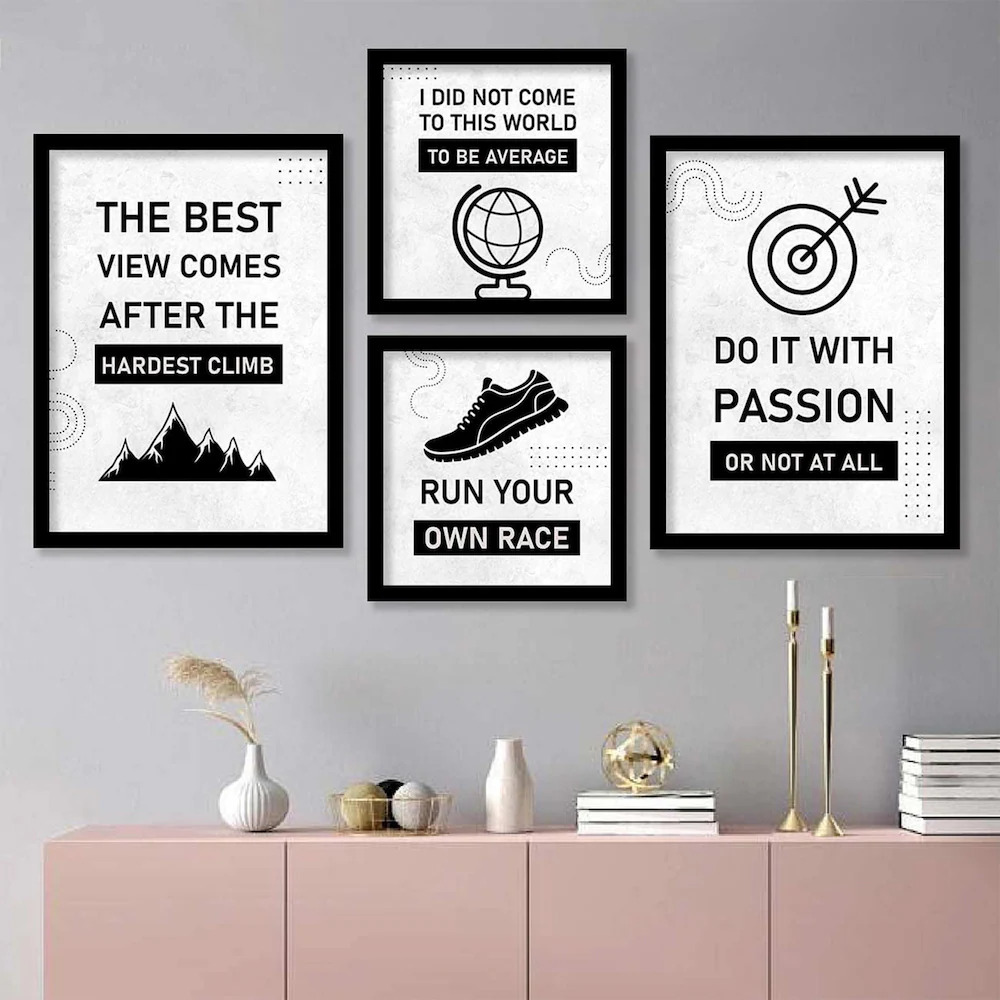 THE BEST
VIEW COMES
AFTER THE
HARDEST CLIMB
I DID NOT COME
TO THIS WORLD
TO BE AVERAGE
RUN YOUR
OWN RACE
DO IT WITH
PASSION
OR NOT AT ALL